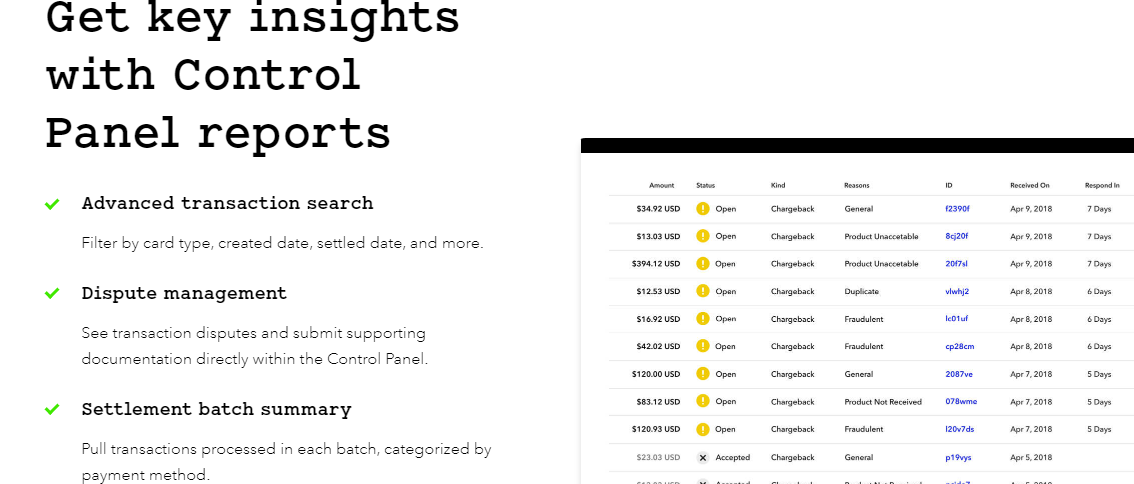 Get key insights
with Control
Panel reports
Advanced transaction search
Filter by card type, created date, settled date, and more.
Dispute management
See transaction disputes and submit supporting
documentation directly within the Control Panel.
Settlement batch summary
Pull transactions processed in each batch, categorized by
payment method.
Amount Status Kind Reasons ID Received On Respond In
$34.92 USD Open Chargeback General f2390f Apr 9, 2018 7 Days
$13.03 USD Open Chargeback Product Unaccetable 8cj20f Apr 9, 2018 7 Days
$394.12 USD Open Chargeback Product Unaccetable 20f7sl Apr 9, 2018 7 Days
$12.53 USD Open Chargeback Duplicate vlwhj2 Apr 8, 2018 6 Days
$16.92 USD Open Chargeback Fraudulent lc01uf Apr 8, 2018 6 Days
$42.02 USD Open Chargeback Fraudulent cp28cm Apr 8, 2018 6 Days
$120.00 USD Open Chargeback General 2087ve Apr 7, 2018 5 Days
$83.12 USD Open Chargeback Product Not Received 078wme Apr 7, 2018 5 Days
$120.93 USD Open Chargeback Fraudulent l20v7ds Apr 7, 2018 5 Days
$23.03 USD Accepted Chargeback General p19vys Apr 5, 2018